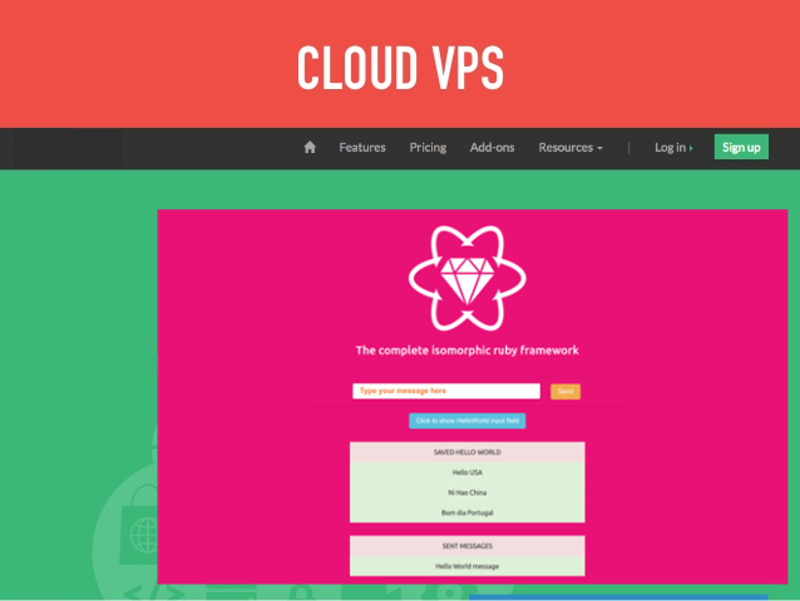 CLOUD VPS
Features Pricing Add-ons Resources | Log in Sign up
The complete isomorphic ruby framework
Type your message here Send
Click to show HelloWorld input field
SAVED HELLO WORLD
Hello USA
Ni Hao China
Bom dia Portugal
SENT MESSAGES
Hello World message